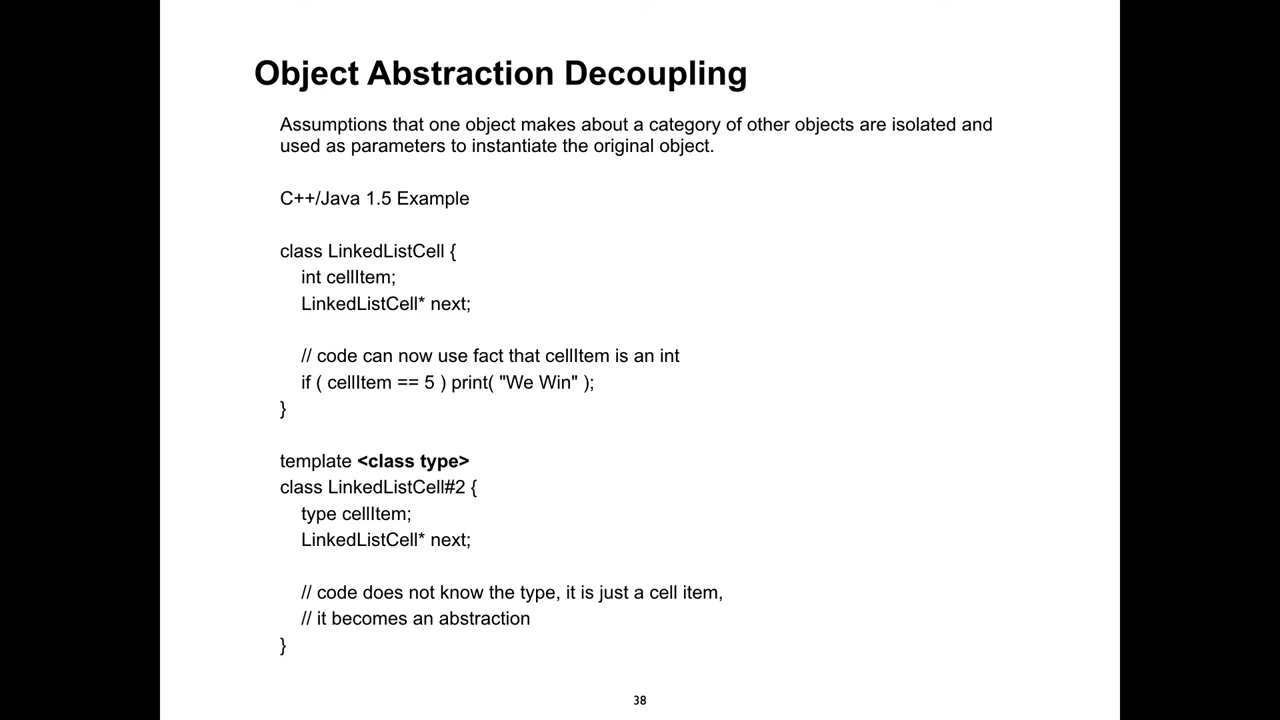 Object Abstraction Decoupling
Assumptions that one object makes about a category of other objects are isolated and
used as parameters to instantiate the original object.
C++/Java 1.5 Example
class LinkedListCell {
int cellItem;
LinkedListCell* next;
// code can now use fact that cellItem is an int
if ( cellItem == 5 ) print( "We Win" );
}
template <class type>
class LinkedListCell#2 {
type cellItem;
LinkedListCell* next;
// code does not know the type, it is just a cell item,
// it becomes an abstraction
}
38